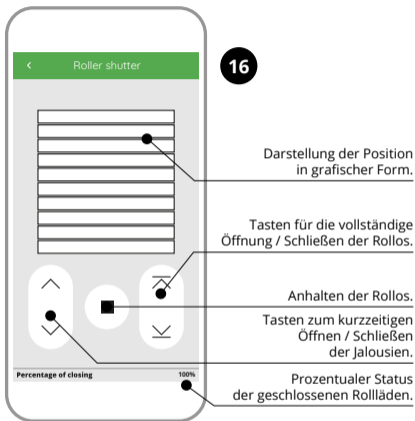 Roller shutter
16
Darstellung der Position
in grafischer Form.
Tasten für die vollständige
Öffnung / Schließen der Rollos.
Anhalten der Rollos.
Tasten zum kurzzeitigen
Öffnen / Schließen
der Jalousien.
Percentage of closing 100%
Prozentualer Status
der geschlossenen Rollläden.